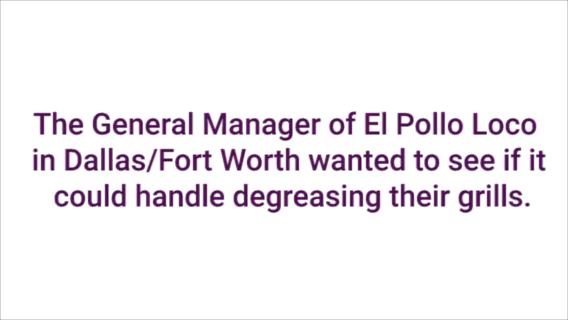 The General Manager of El Pollo Loco
in Dallas/Fort Worth wanted to see if it
could handle degreasing their grills.